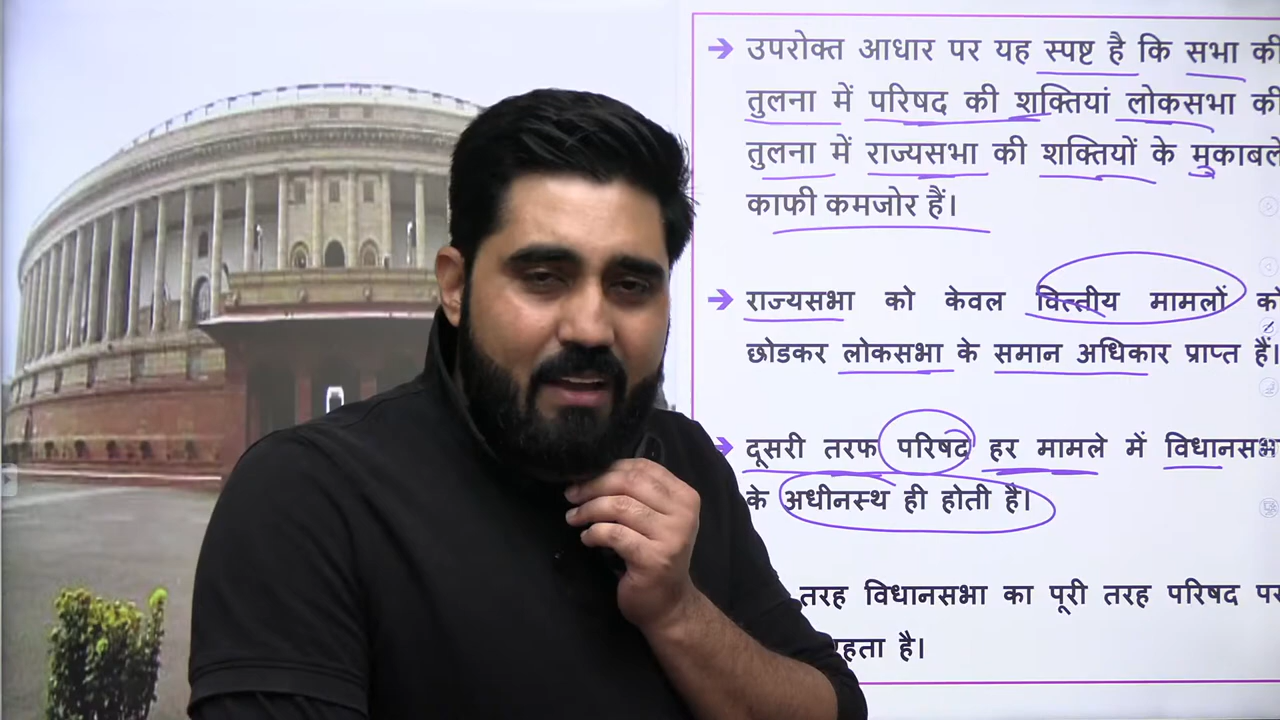 उपरोक्त आधार पर यह स्पष्ट है कि सभा की
तुलना में परिषद की शक्तियां लोकसभा की
तुलना में राज्यसभा की शक्तियों के मुकाबले
काफी कमजोर हैं।
राज्यसभा को केवल वित्तीय मामलों को
छोडकर लोकसभा के समान अधिकार प्राप्त हैं।
दूसरी तरफ परिषद हर मामले में विधानसभा
के अधीनस्थ ही होती है।
तरह विधानसभा का पूरी तरह परिषद पर
रहता है।